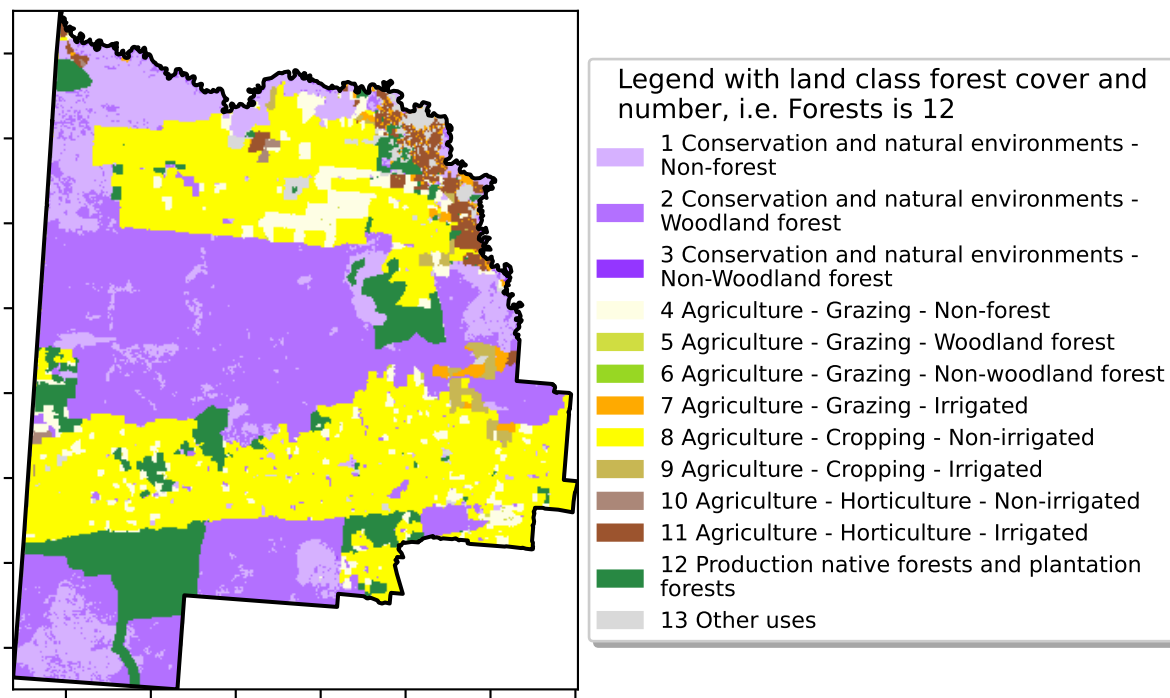 Legend with land class forest cover and
number, i.e. Forests is 12
1 Conservation and natural environments -
Non-forest
2 Conservation and natural environments -
Woodland forest
3 Conservation and natural environments -
Non-Woodland forest
4 Agriculture - Grazing - Non-forest
5 Agriculture - Grazing - Woodland forest
6 Agriculture - Grazing - Non-woodland forest
7 Agriculture - Grazing - Irrigated
8 Agriculture - Cropping - Non-irrigated
9 Agriculture - Cropping - Irrigated
10 Agriculture - Horticulture - Non-irrigated
11 Agriculture - Horticulture - Irrigated
12 Production native forests and plantation
forests
13 Other uses